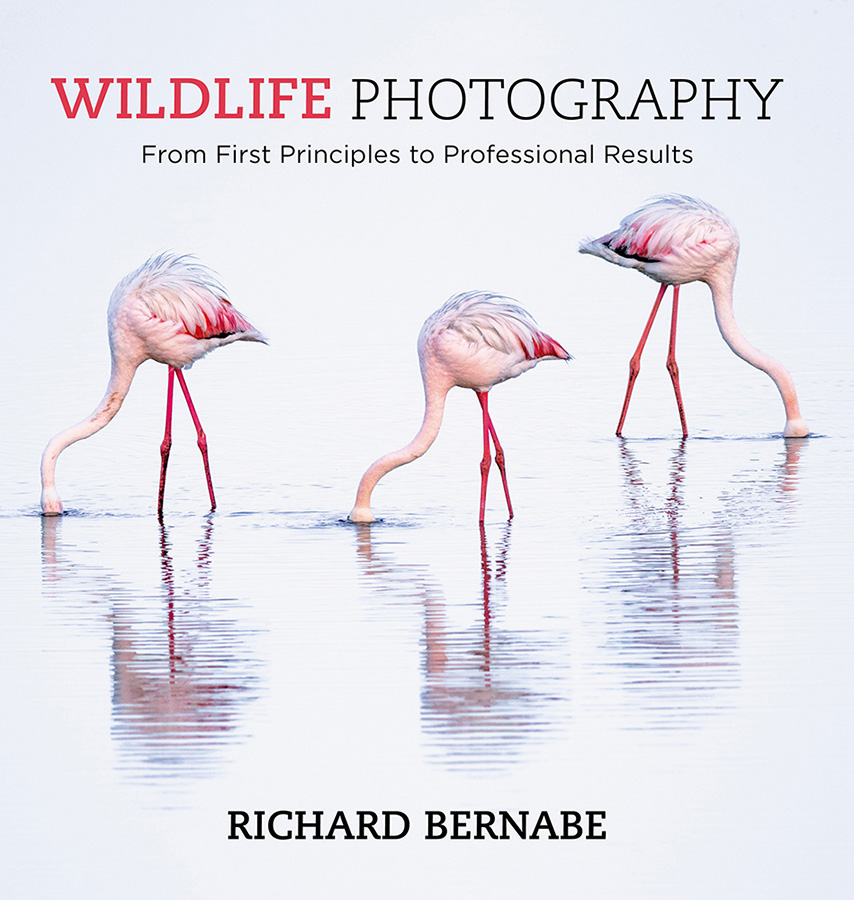 WILDLIFE PHOTOGRAPHY
From First Principles to Professional Results
RICHARD BERNABE